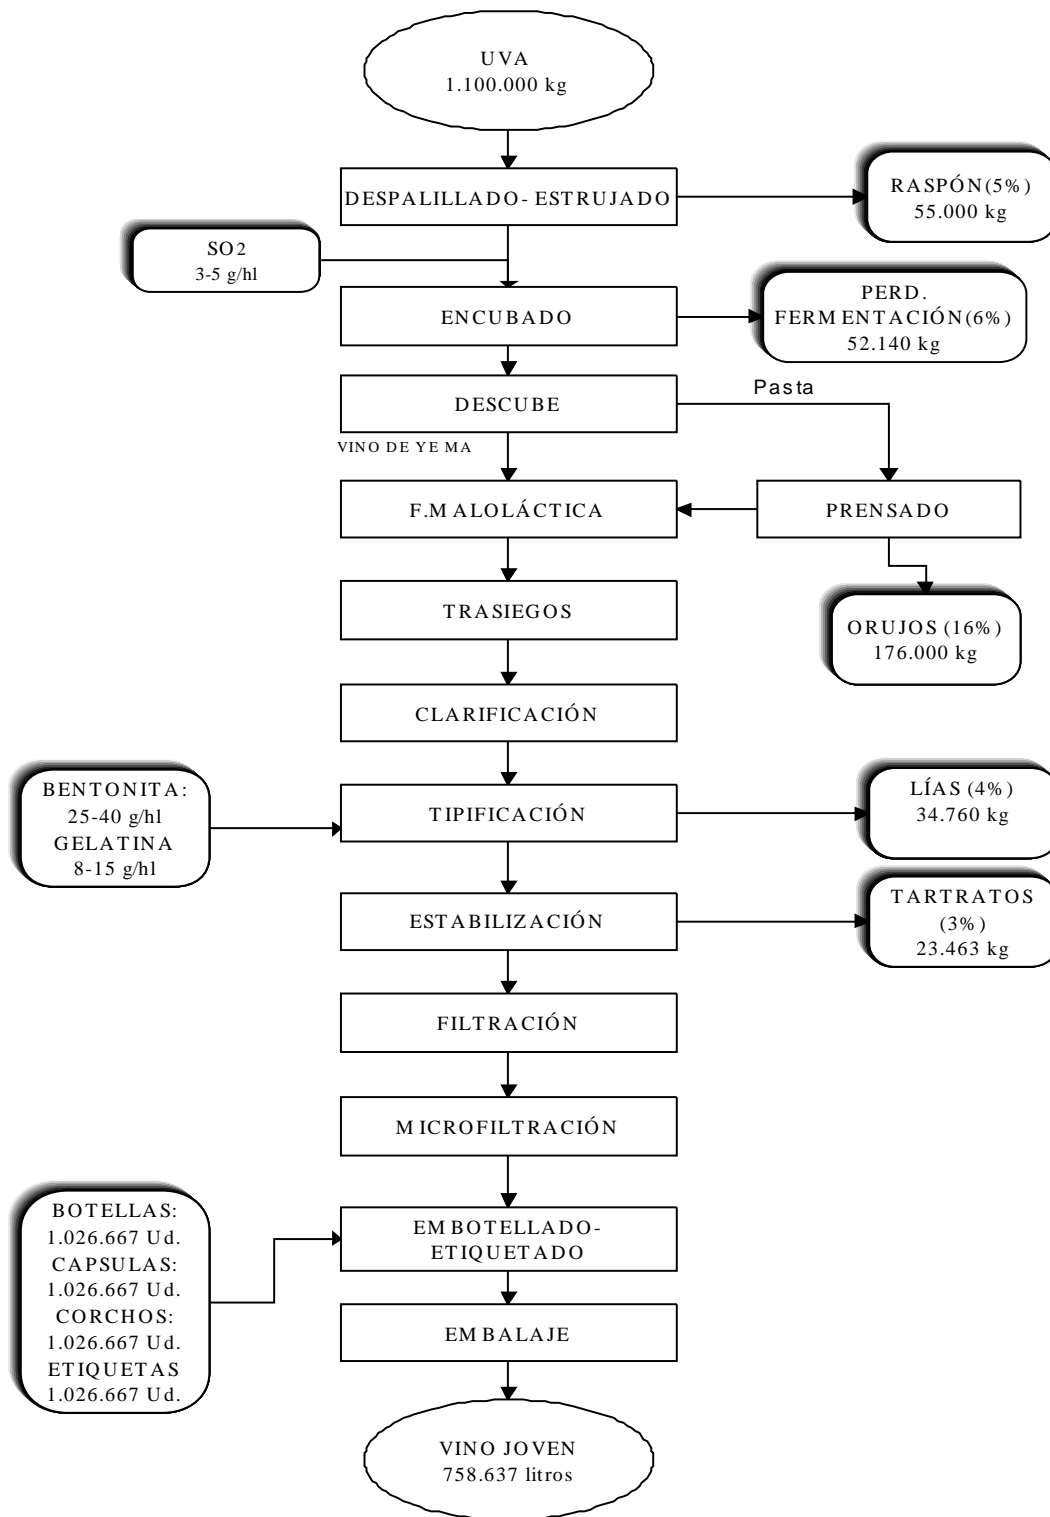 UVA
1.100.000 kg
DESPALILLADO- ESTRUJADO
RASPÓN(5%)
55.000 kg
SO2
3-5 g/hl
ENCUBADO
PERD.
FERMENTACIÓN(6%)
52.140 kg
DESCUBE
Pasta
VINO DE YE MA
F.MALOLÁCTICA
PRENSADO
TRASIEGOS
ORUJOS (16%)
176.000 kg
CLARIFICACIÓN
BENTONITA:
25-40 g/hl
GELATINA
8-15 g/hl
TIPIFICACIÓN
LÍAS (4%)
34.760 kg
ESTABILIZACIÓN
TARTRATOS
(3%)
23.463 kg
FILTRACIÓN
MICROFILTRACIÓN
BOTELLAS:
1.026.667 Ud.
CAPSULAS:
1.026.667 Ud.
CORCHOS:
1.026.667 Ud.
ETIQUETAS
1.026.667 Ud.
EMBOTELLADO-
ETIQUETADO
EMBALAJE
VINO JOVEN
758.637 litros